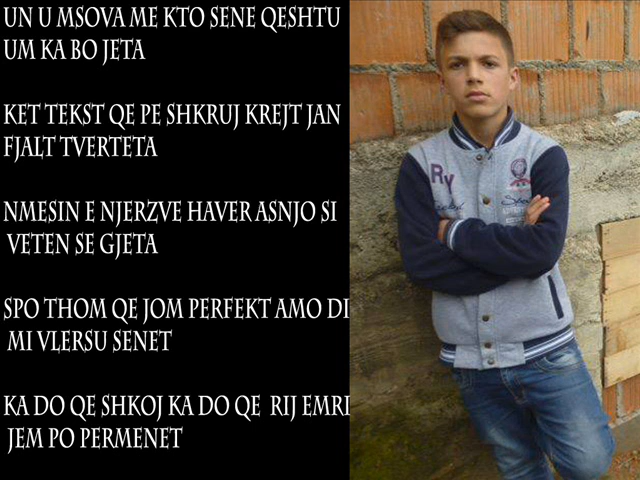 UN U MSOVA ME KTO SENE QESHTU
UM KA BO JETA
KET TEKST QE PE SHKRUJ KREJT JAN
FJALT TVERTETA
NMESIN E NJERZVE HAVER ASNJO SI
VETEN SE GJETA
SPO THOM QE JOM PERFEKT AMO DI
MI VLERSU SENET
KA DO QE SHKOJ KA DO QE RIJ EMRI
JEM PO PERMENET
RY